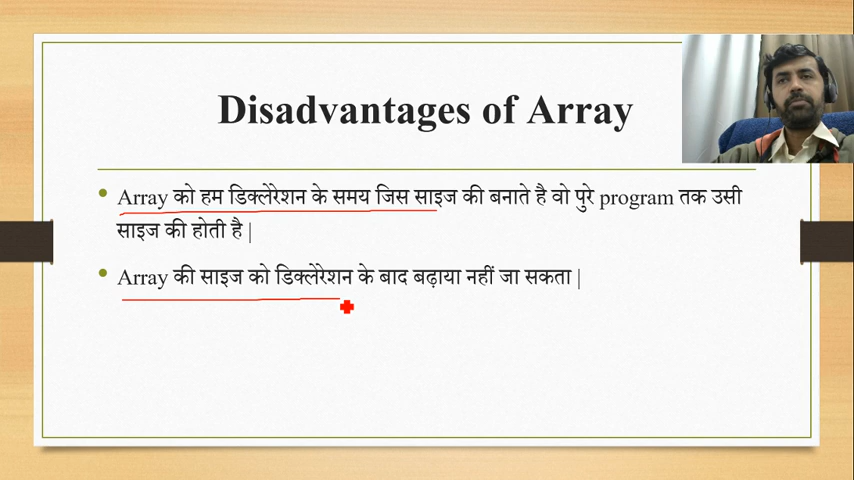 Disadvantages of Array
• Array को हम डिक्लेरेशन के समय जिस साइज की बनाते है वो पुरे program तक उसी
साइज की होती है |
• Array की साइज को डिक्लेरेशन के बाद बढ़ाया नहीं जा सकता |